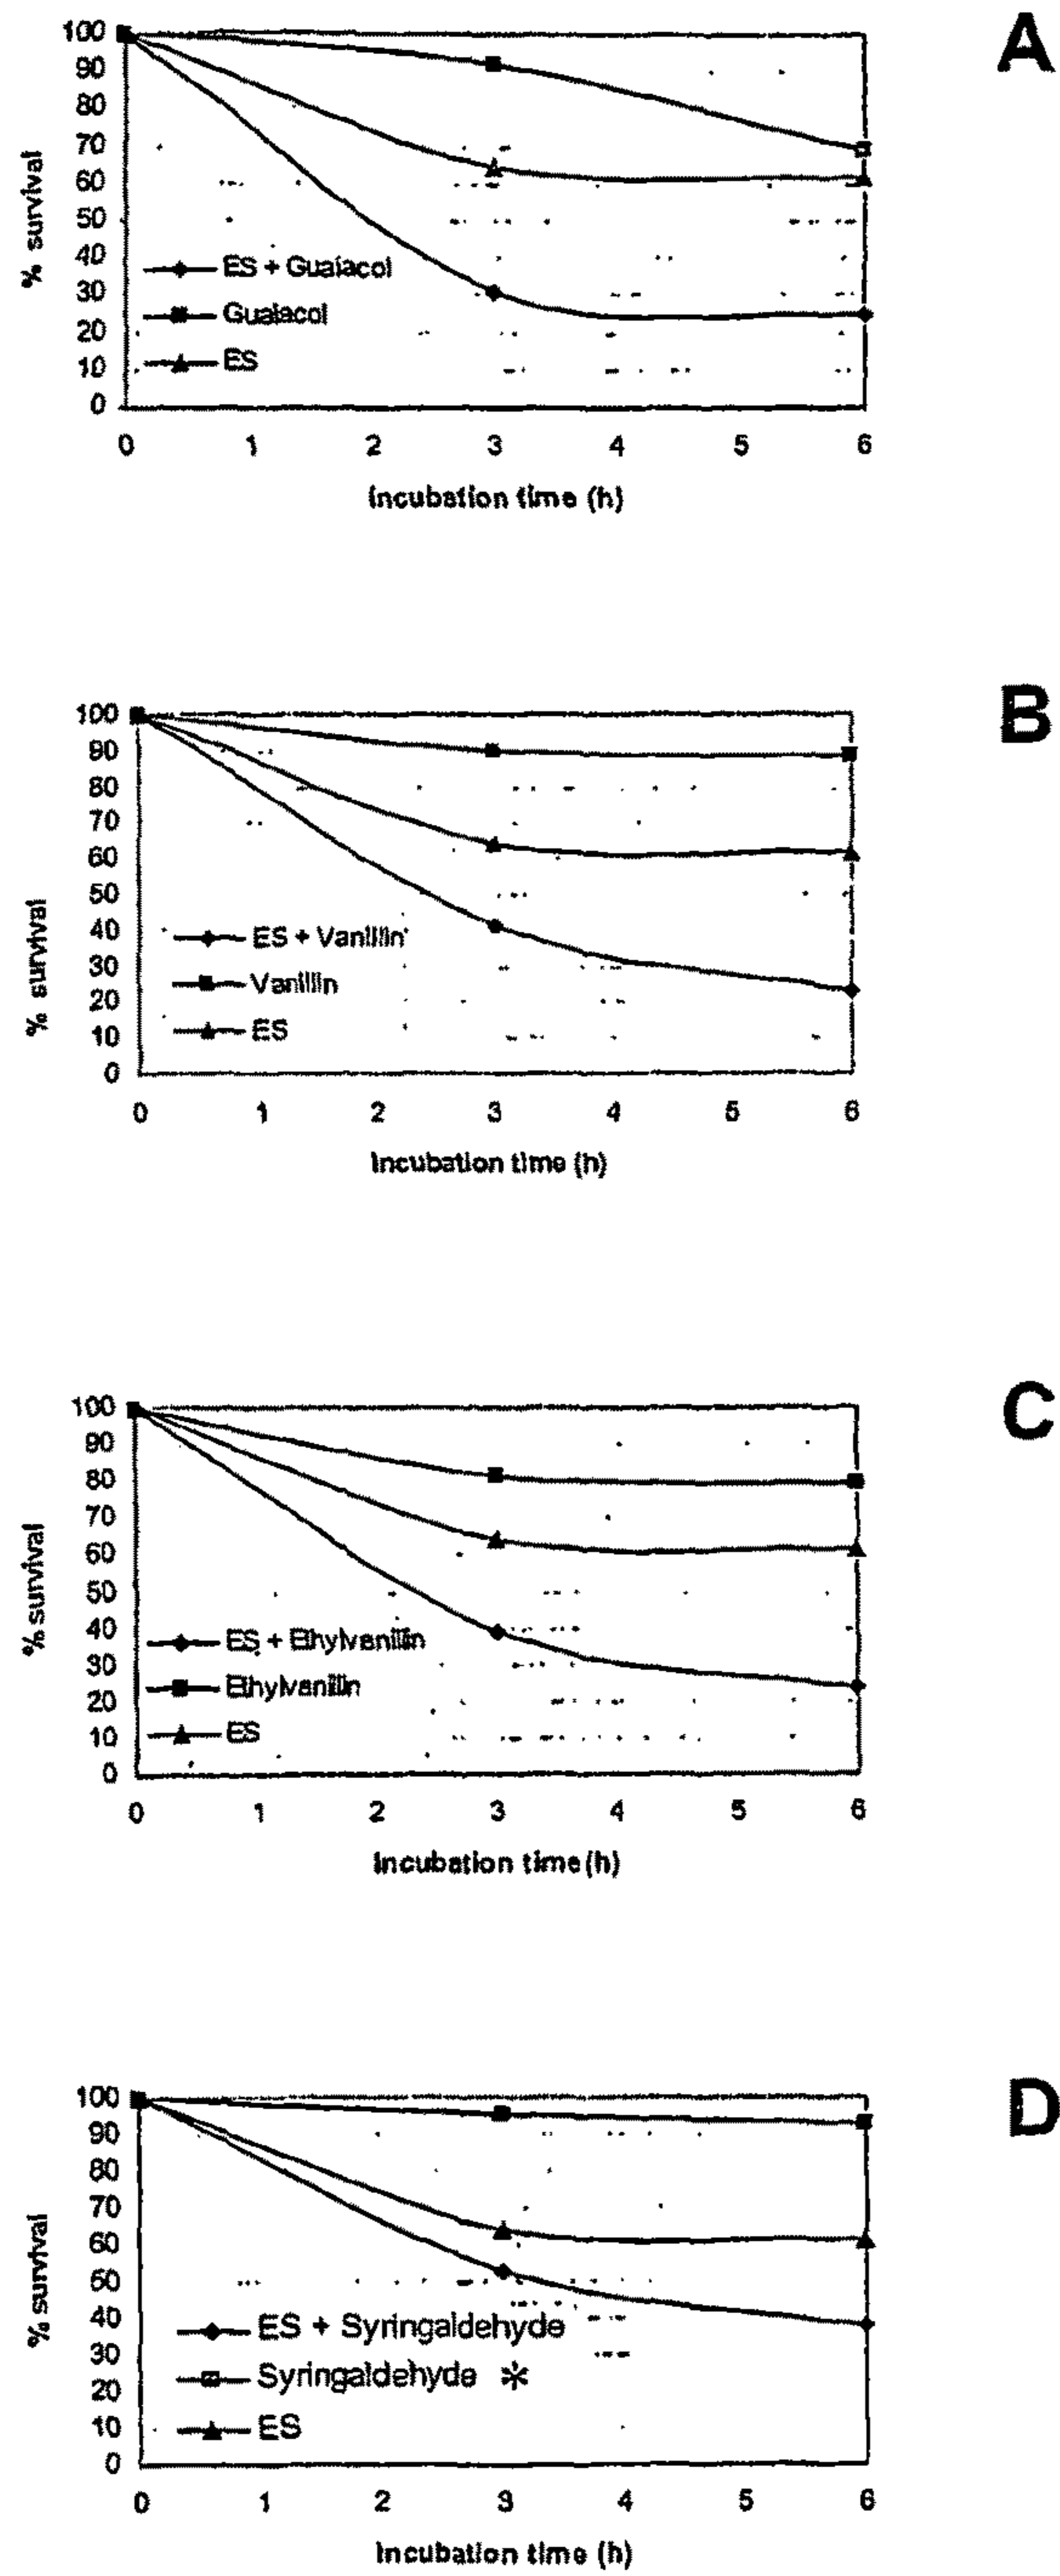 A
100
90
80
70
60
50
40
30
20
10
0
% survival
ES + Guaiacol
Guaiacol
ES
0 1 2 3 4 5 6
Incubation time (h)
B
100
90
80
70
60
50
40
30
20
10
0
% survival
ES + Vanillin
Vanillin
ES
0 1 2 3 4 5 6
Incubation time (h)
C
100
90
80
70
60
50
40
30
20
10
0
% survival
ES + Ethylvanillin
Ethylvanillin
ES
0 1 2 3 4 5 6
Incubation time (h)
D
100
90
80
70
60
50
40
30
20
10
0
% survival
ES + Syringaldehyde
Syringaldehyde *
ES
0 1 2 3 4 5 6
Incubation time (h)